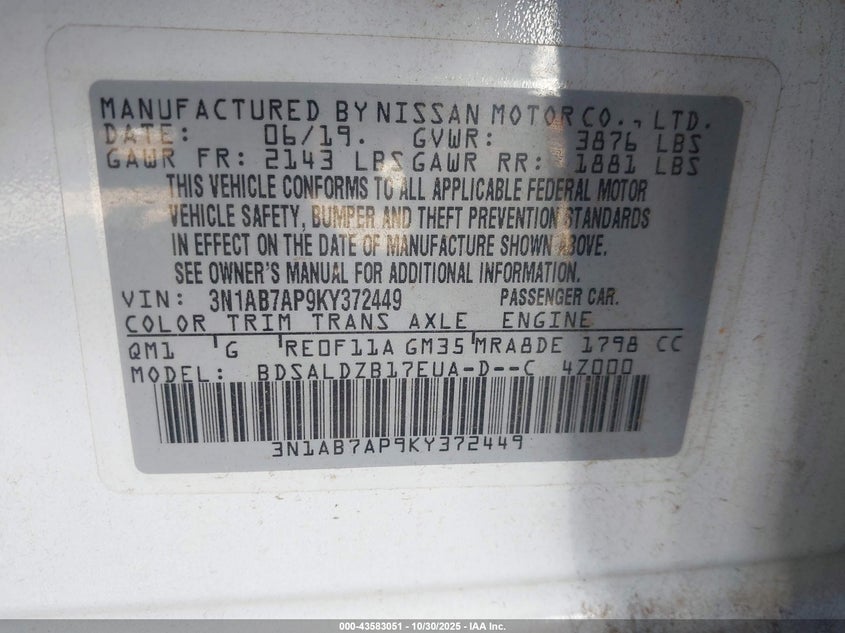 MANUFACTURED BY NISSAN MOTOR CO., LTD.
DATE: 06/19. GVWR: 3876 LBS
GAWR FR: 2143 LBS GAWR RR: 1881 LBS
THIS VEHICLE CONFORMS TO ALL APPLICABLE FEDERAL MOTOR
VEHICLE SAFETY, BUMPER AND THEFT PREVENTION STANDARDS
IN EFFECT ON THE DATE OF MANUFACTURE SHOWN ABOVE.
SEE OWNER'S MANUAL FOR ADDITIONAL INFORMATION.
VIN: 3N1AB7AP9KY372449 PASSENGER CAR.
COLOR TRIM TRANS AXLE ENGINE
QM1 G RE0F11A GM35 MRA8DE 1798 CC
MODEL: BDSALDZB17EUA-D--C 4Z000
3N1AB7AP9KY372449
000-43583051 - 10/30/2025 - IAA Inc.